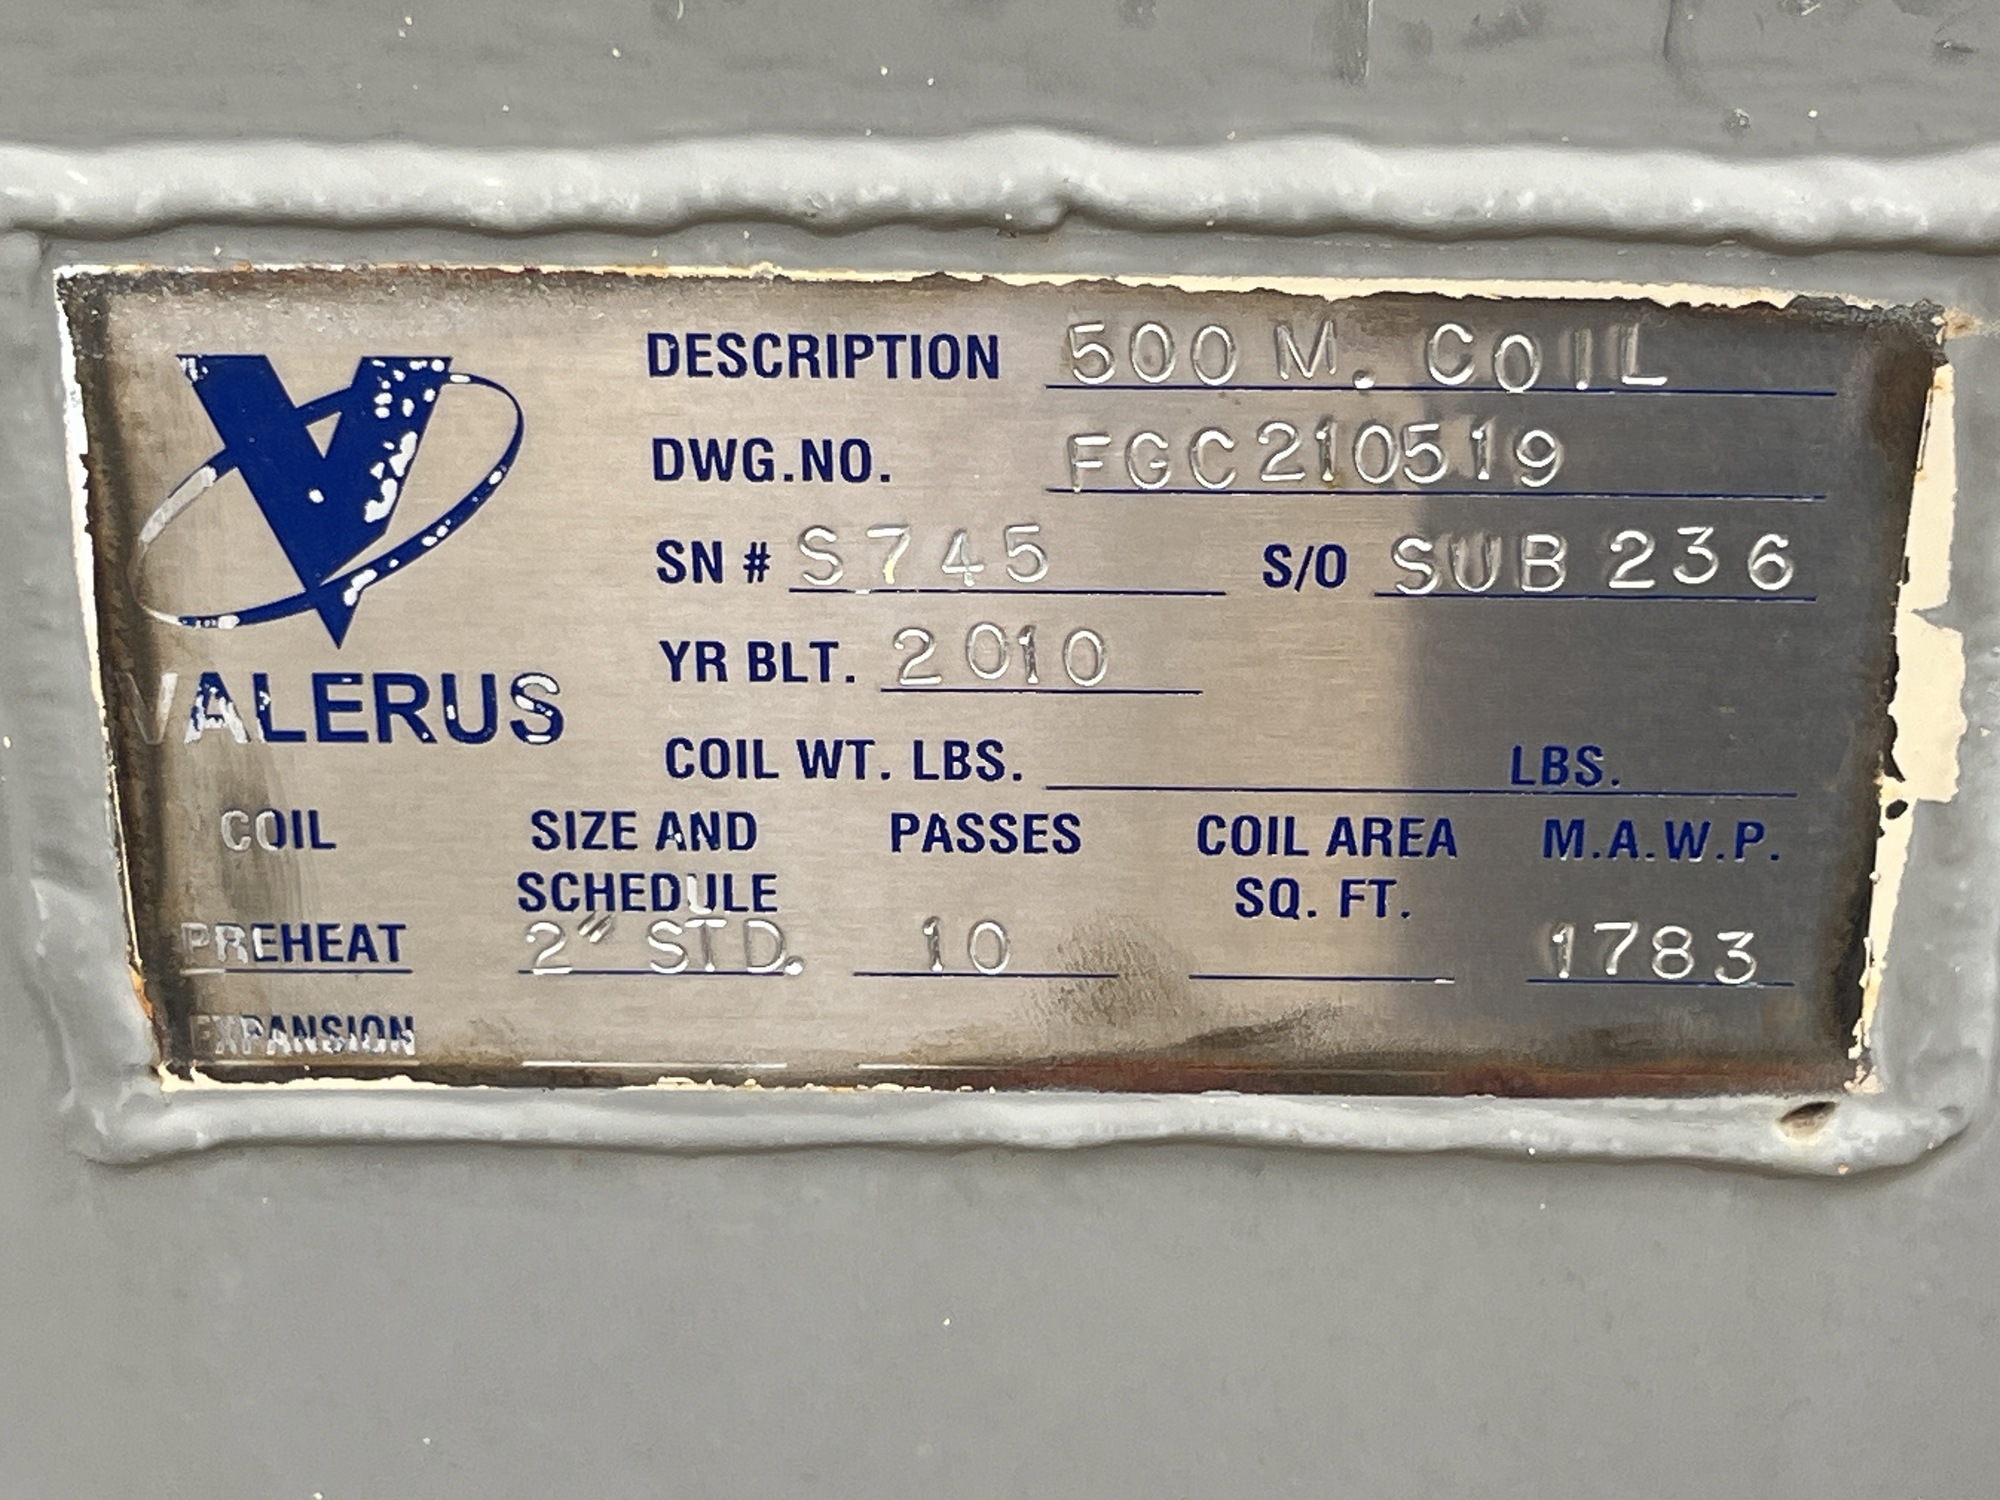 DESCRIPTION 500 M. COIL
DWG.NO. FGC210519
SN # S745 S/O SUB 236
YR BLT. 2010
VALERUS
COIL WT. LBS. LBS.
COIL SIZE AND SCHEDULE PASSES COIL AREA SQ. FT. M.A.W.P.
PREHEAT 2" STD. 10 1783
EXPANSION